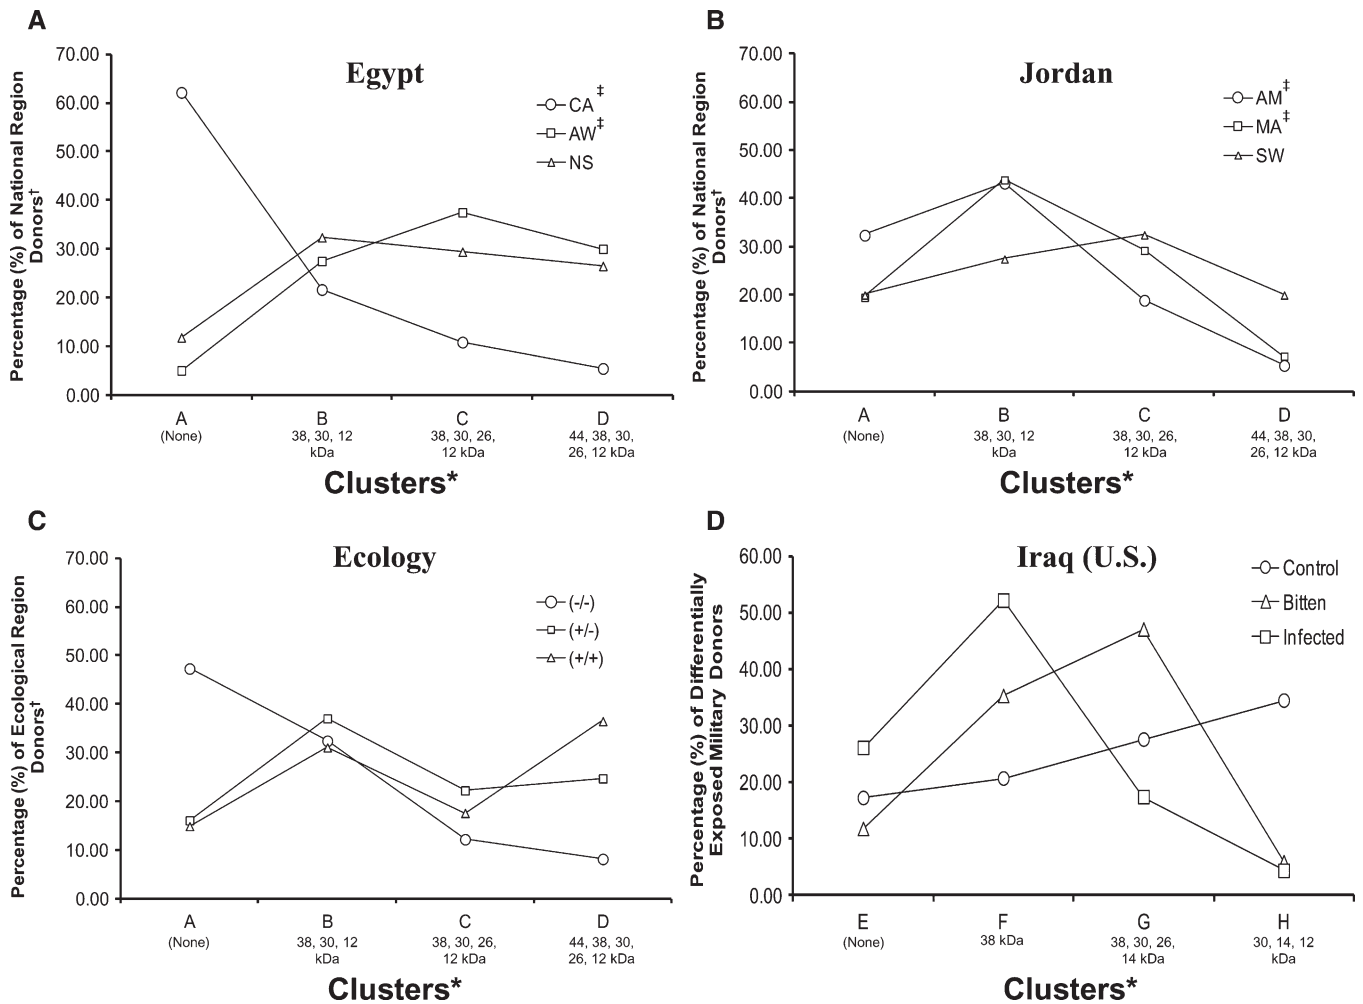 A
Egypt
Percentage (%) of National Region
Donors†
70.00
60.00
50.00
40.00
30.00
20.00
10.00
0.00
CA‡
AW‡
NS
A
B
C
D
(None)
38, 30, 12
kDa
38, 30, 26,
12 kDa
44, 38, 30,
26, 12 kDa
Clusters*
B
Jordan
Percentage (%) of National Region
Donors†
70.00
60.00
50.00
40.00
30.00
20.00
10.00
0.00
AM‡
MA‡
SW
A
B
C
D
(None)
38, 30, 12
kDa
38, 30, 26,
12 kDa
44, 38, 30,
26, 12 kDa
Clusters*
C
Ecology
Percentage (%) of Ecological Region
Donors†
70.00
60.00
50.00
40.00
30.00
20.00
10.00
0.00
(-/-)
(+/-)
(+/+)
A
B
C
D
(None)
38, 30, 12
kDa
38, 30, 26,
12 kDa
44, 38, 30,
26, 12 kDa
Clusters*
D
Iraq (U.S.)
Percentage (%) of Differentially
Exposed Military Donors
60.00
50.00
40.00
30.00
20.00
10.00
0.00
Control
Bitten
Infected
E
F
G
H
(None)
38 kDa
38, 30, 26,
14 kDa
30, 14, 12
kDa
Clusters*